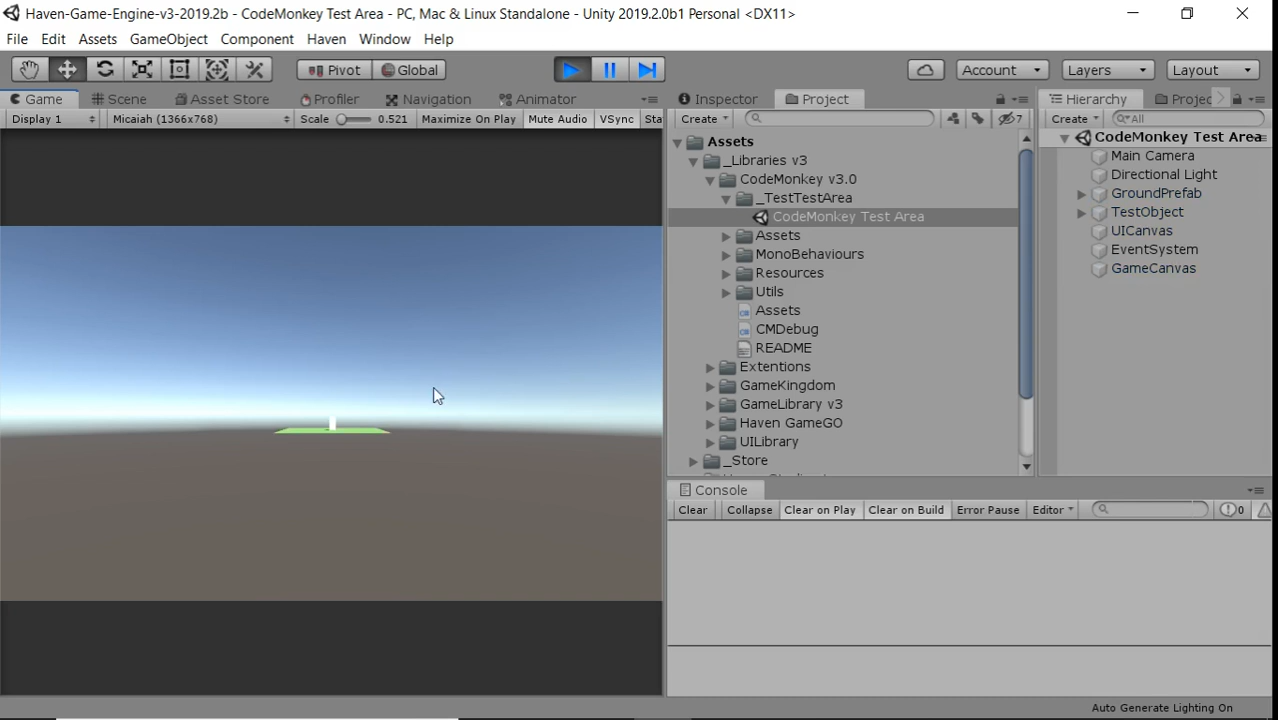 Haven-Game-Engine-v3-2019.2b - CodeMonkey Test Area - PC, Mac & Linux Standalone - Unity 2019.2.0b1 Personal <DX11>
File Edit Assets GameObject Component Haven Window Help
Pivot Global Account Layers Layout
Game Scene Asset Store Profiler Navigation Animator Inspector Project Hierarchy Projec
Display 1 Micaiah (1366x768) Scale 0.521 Maximize On Play Mute Audio VSync Sta Create 7 Create All
Assets
_Libraries v3
CodeMonkey v3.0
_TestTestArea
CodeMonkey Test Area
Assets
MonoBehaviours
Resources
Utils
Assets
CMDebug
README
Extentions
GameKingdom
GameLibrary v3
Haven GameGO
UILibrary
_Store
CodeMonkey Test Area
Main Camera
Directional Light
GroundPrefab
TestObject
UICanvas
EventSystem
GameCanvas
Console
Clear Collapse Clear on Play Clear on Build Error Pause Editor 0
Auto Generate Lighting On